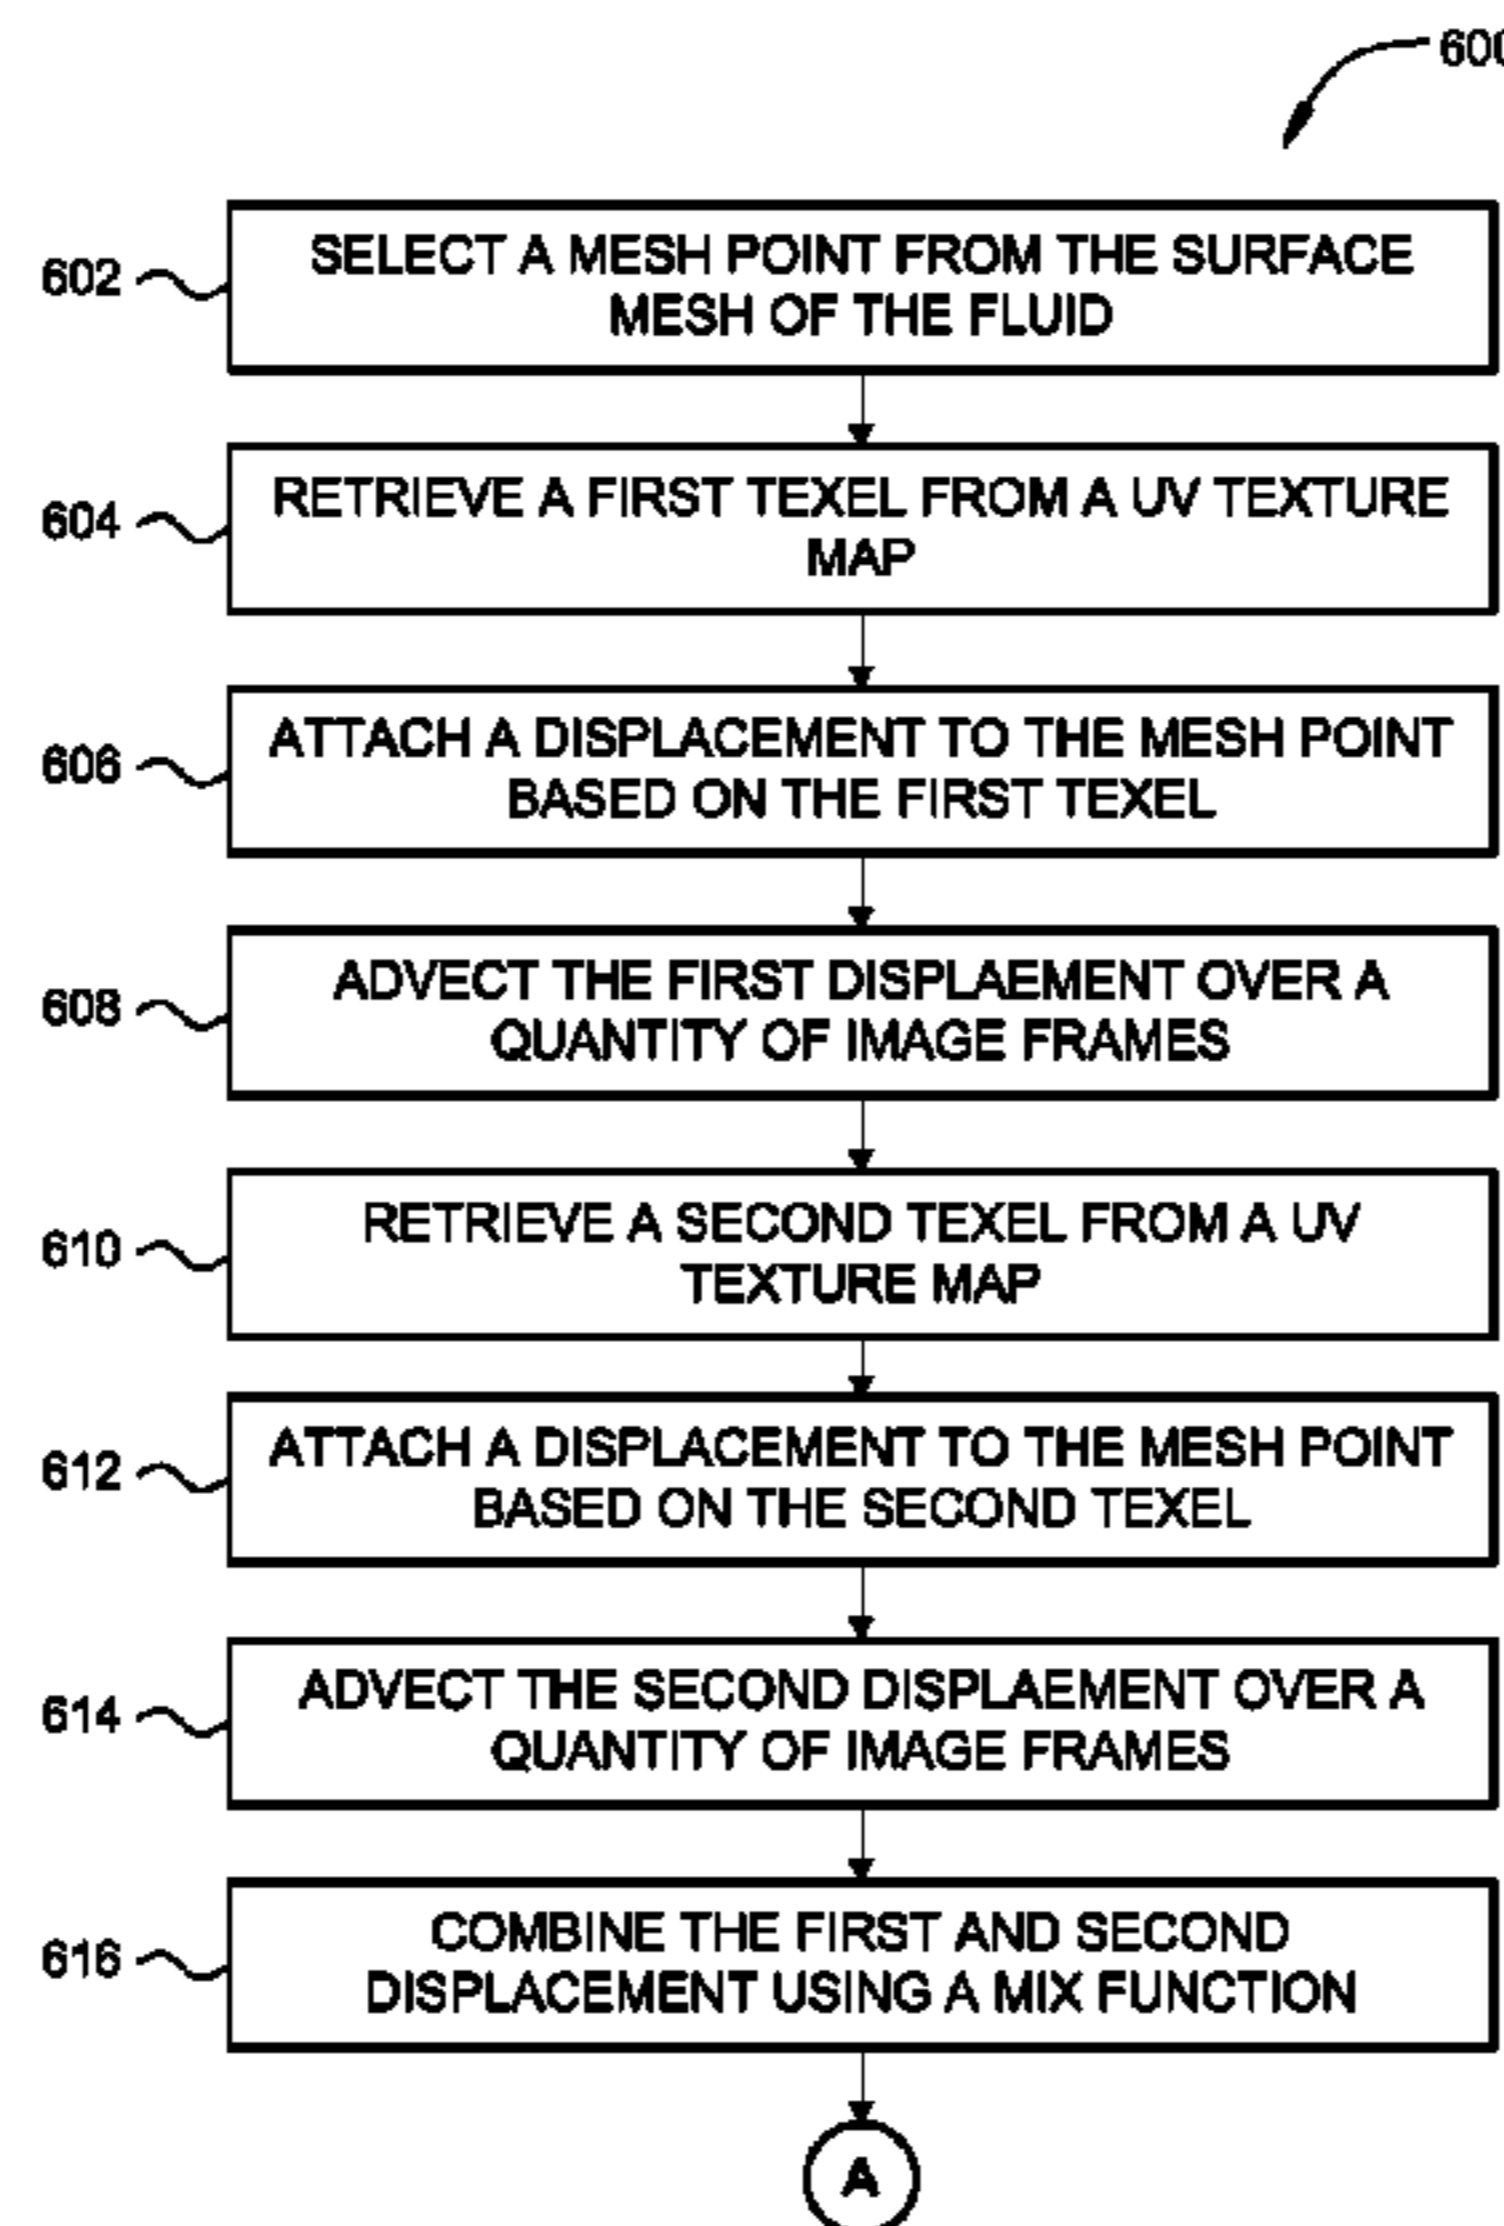 600
602
SELECT A MESH POINT FROM THE SURFACE
MESH OF THE FLUID
604
RETRIEVE A FIRST TEXEL FROM A UV TEXTURE
MAP
606
ATTACH A DISPLACEMENT TO THE MESH POINT
BASED ON THE FIRST TEXEL
608
ADVECT THE FIRST DISPLAEMENT OVER A
QUANTITY OF IMAGE FRAMES
610
RETRIEVE A SECOND TEXEL FROM A UV
TEXTURE MAP
612
ATTACH A DISPLACEMENT TO THE MESH POINT
BASED ON THE SECOND TEXEL
614
ADVECT THE SECOND DISPLAEMENT OVER A
QUANTITY OF IMAGE FRAMES
616
COMBINE THE FIRST AND SECOND
DISPLACEMENT USING A MIX FUNCTION
A